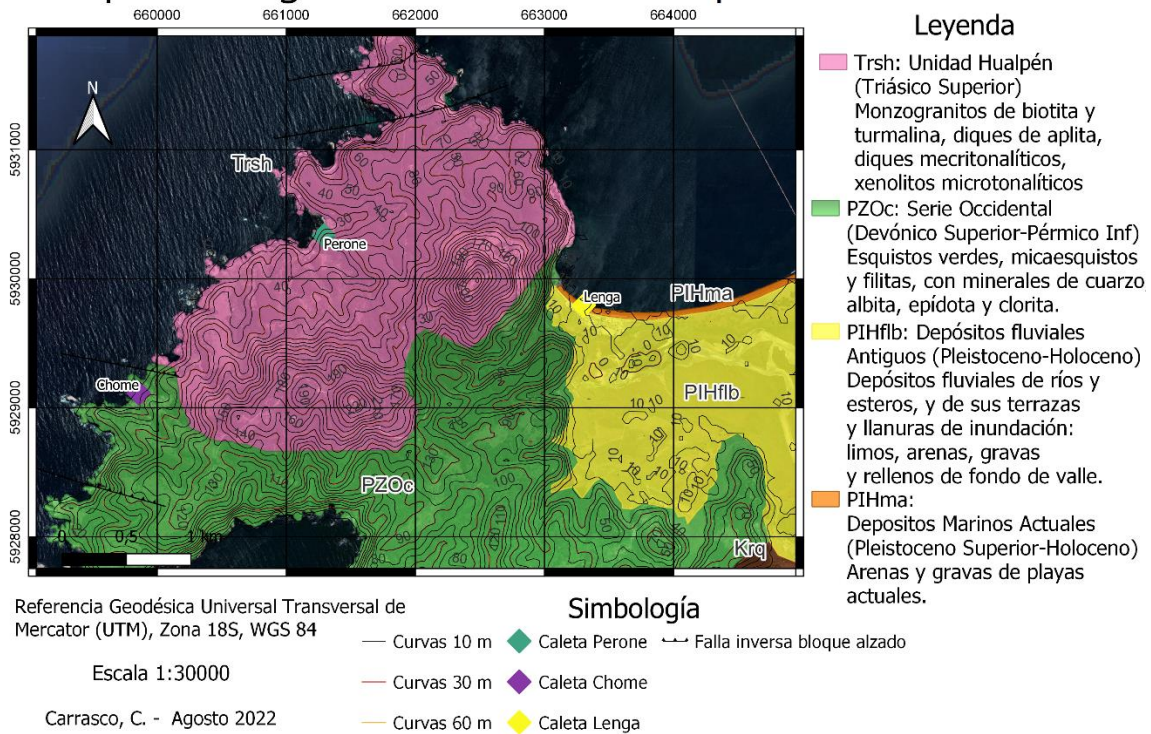 660000
661000
662000
663000
664000
5931000
5930000
5929000
5928000
N
Trsh
Perone
Lenga
PIHma
Chome
PIHflb
PZOc
Krq
0
0,5
1 km
Leyenda
Trsh: Unidad Hualpén
(Triásico Superior)
Monzogranitos de biotita y
turmalina, diques de aplita,
diques mecritonalíticos,
xenolitos microtonalíticos
PZOc: Serie Occidental
(Devónico Superior-Pérmico Inf)
Esquistos verdes, micaesquistos
y filitas, con minerales de cuarzo
albita, epídota y clorita.
PIHflb: Depósitos fluviales
Antiguos (Pleistoceno-Holoceno)
Depósitos fluviales de ríos y
esteros, y de sus terrazas
y llanuras de inundación:
limos, arenas, gravas
y rellenos de fondo de valle.
PIHma:
Depositos Marinos Actuales
(Pleistoceno Superior-Holoceno)
Arenas y gravas de playas
actuales.
Referencia Geodésica Universal Transversal de
Mercator (UTM), Zona 18S, WGS 84
Escala 1:30000
Carrasco, C. - Agosto 2022
Simbología
Curvas 10 m
Caleta Perone
Falla inversa bloque alzado
Curvas 30 m
Caleta Chome
Curvas 60 m
Caleta Lenga